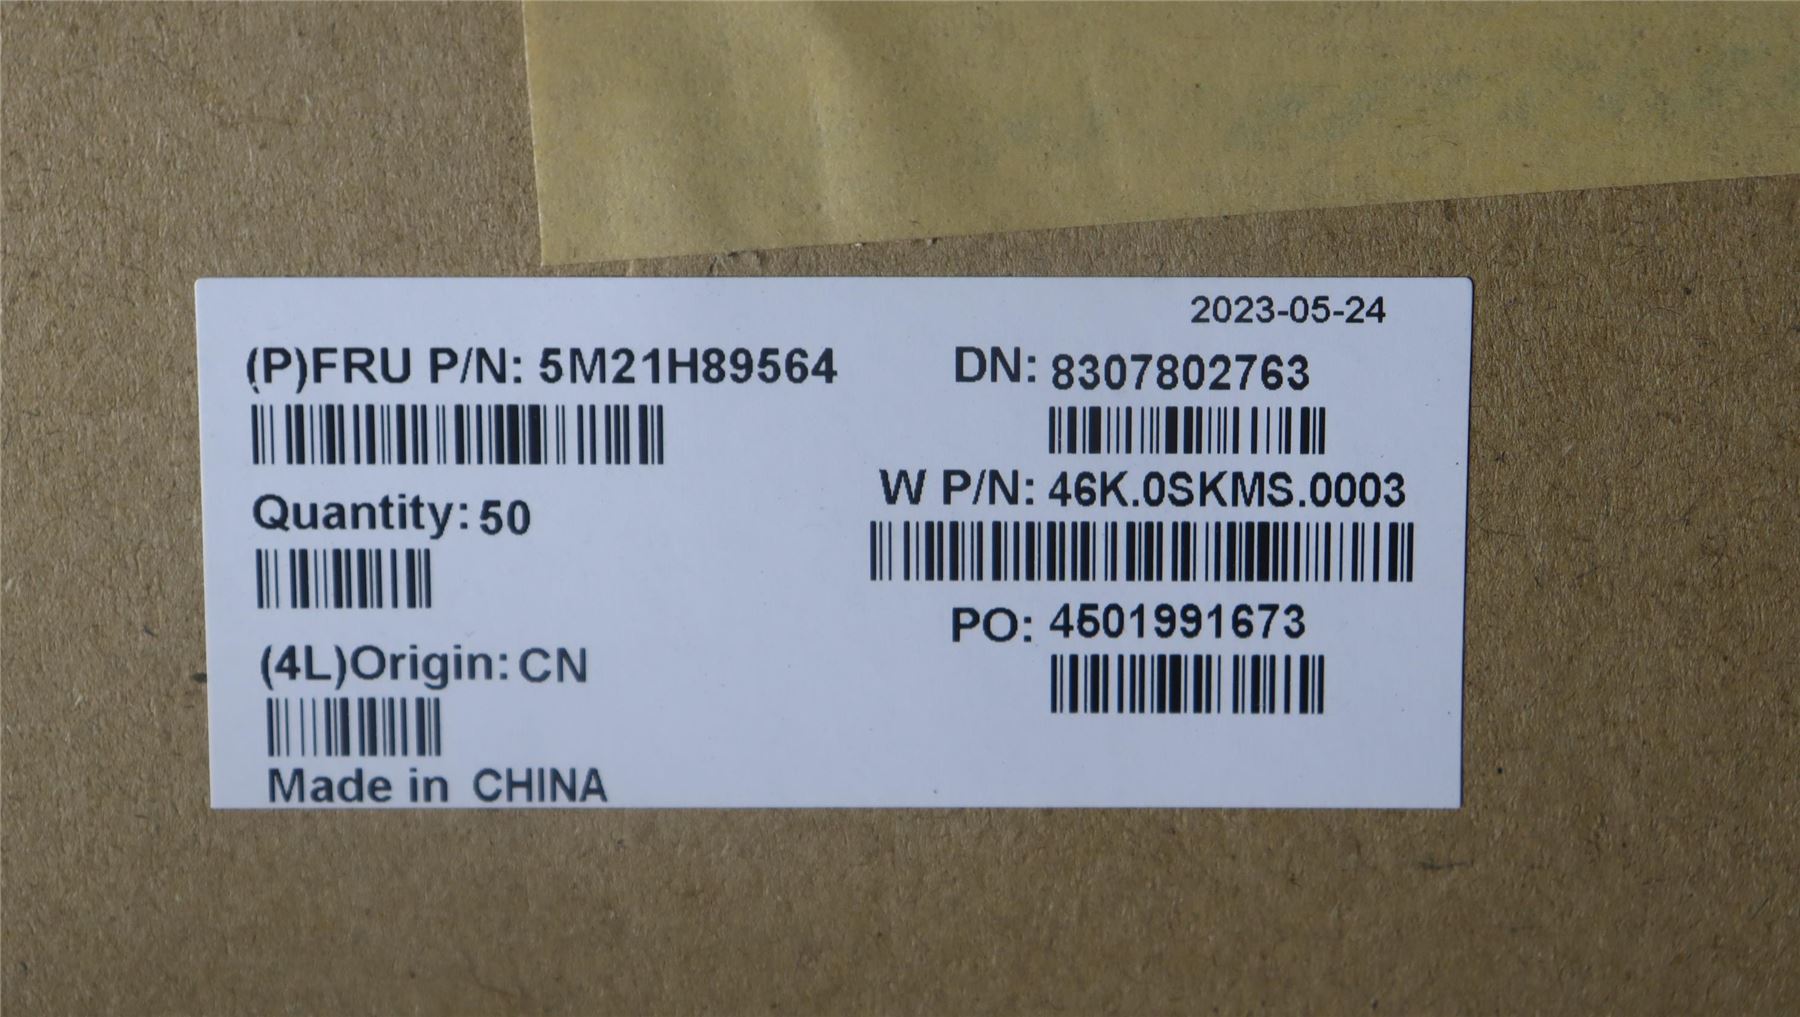 2023-05-24
(P)FRU P/N: 5M21H89564
DN: 8307802763
W P/N: 46K.0SKMS.0003
Quantity: 50
PO: 4501991673
(4L)Origin: CN
Made in CHINA